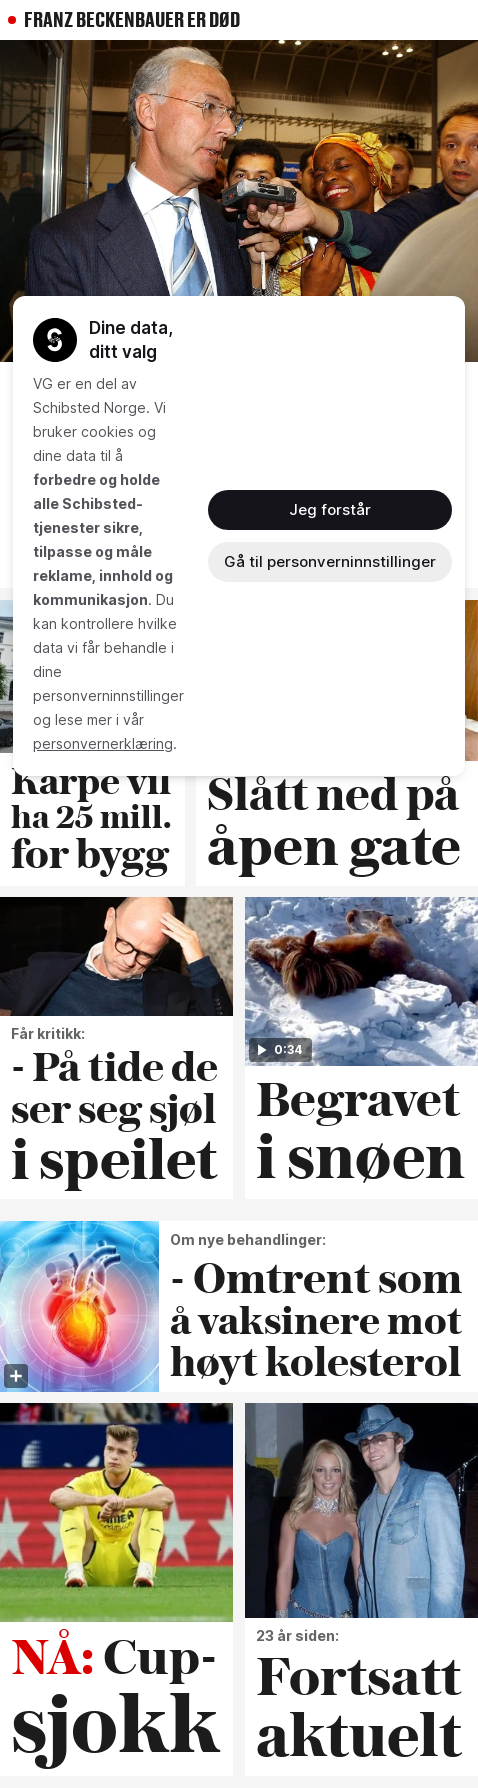 FRANZ BECKENBAUER ER DØD
Dine data,
ditt valg
VG er en del av
Schibsted Norge. Vi
bruker cookies og
dine data til å
forbedre og holde
alle Schibsted-
tjenester sikre,
tilpasse og måle
reklame, innhold og
kommunikasjon. Du
kan kontrollere hvilke
data vi får behandle i
dine
personverninnstillinger
og lese mer i vår
personvernerklæring.
Jeg forstår
Gå til personverninnstillinger
Karpe vil
ha 25 mill.
for bygg
Slått ned på
åpen gate
Får kritikk:
- På tide de
ser seg sjøl
i speilet
0:34
Begravet
i snøen
Om nye behandlinger:
- Omtrent som
å vaksinere mot
høyt kolesterol
NÅ: Cup-
sjokk
23 år siden:
Fortsatt
aktuelt